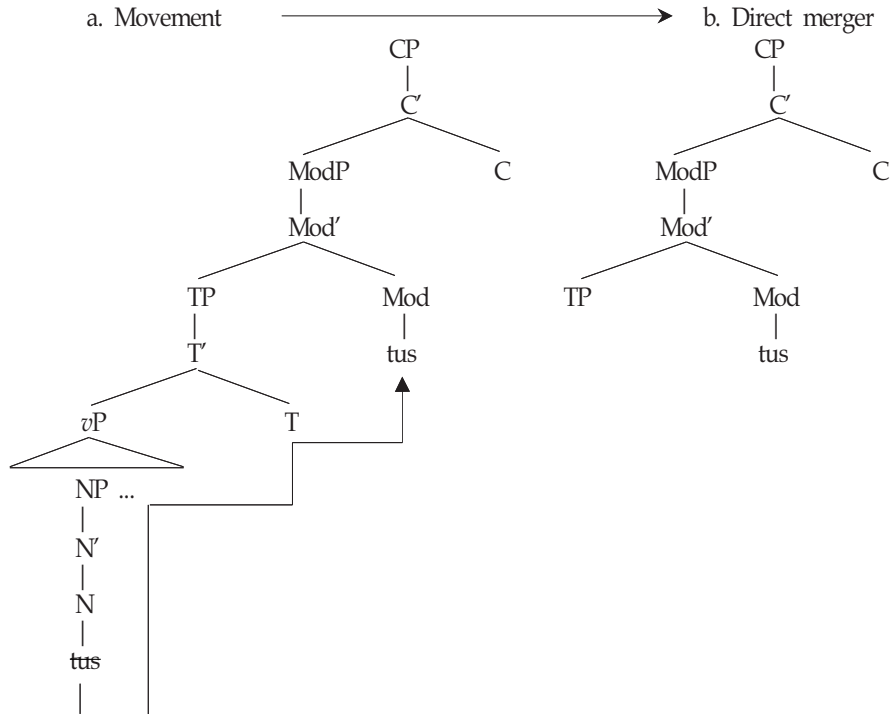 a. Movement b. Direct merger
CP CP
C′ C′
ModP C ModP C
Mod′ Mod′
TP Mod TP Mod
T′ tus tus
vP T
NP ...
N′
N
tus